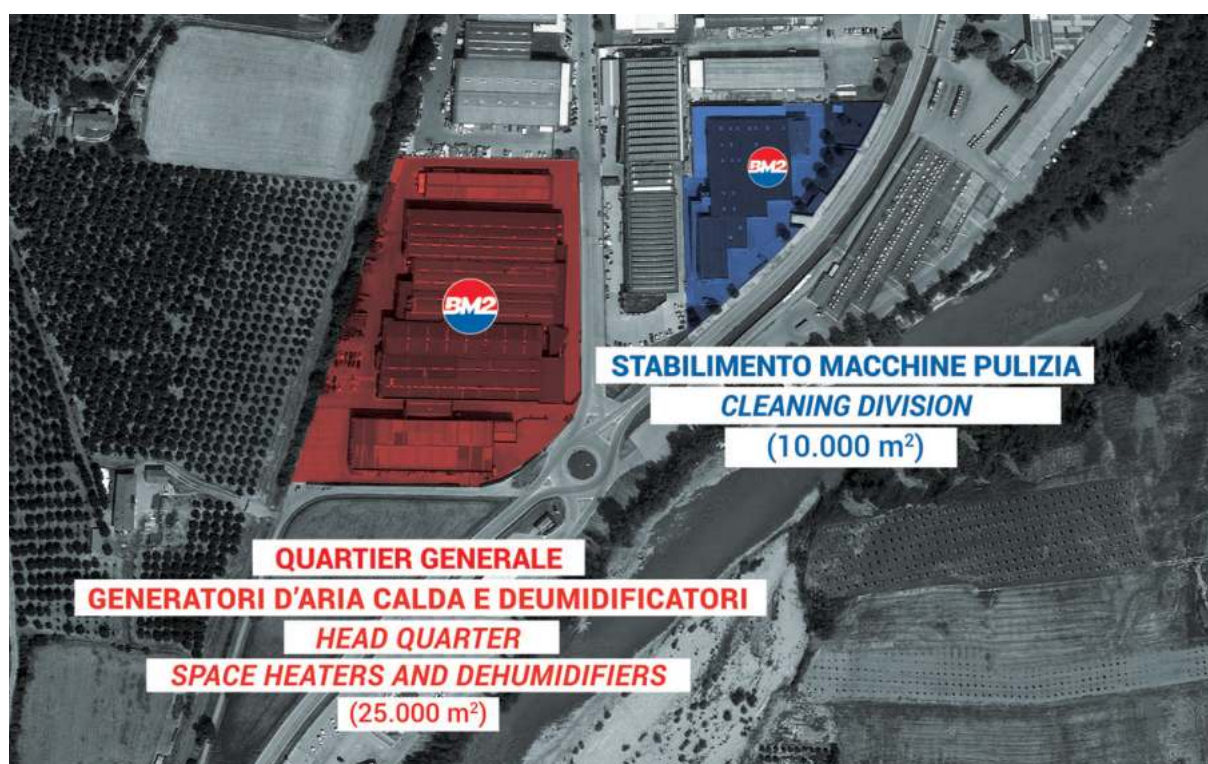 BM2
BM2
STABILIMENTO MACCHINE PULIZIA
CLEANING DIVISION
(10.000 m²)
QUARTIER GENERALE
GENERATORI D'ARIA CALDA E DEUMIDIFICATORI
HEAD QUARTER
SPACE HEATERS AND DEHUMIDIFIERS
(25.000 m²)